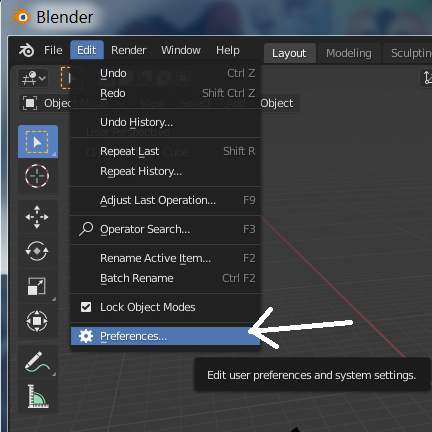 Blender
File Edit Render Window Help Layout Modeling Sculptin
Undo Ctrl Z
Redo Shift Ctrl Z
Object
Undo History...
Repeat Last Shift R
Repeat History...
Adjust Last Operation... F9
Operator Search... F3
Rename Active Item... F2
Batch Rename Ctrl F2
Lock Object Modes
Preferences...
Edit user preferences and system settings.